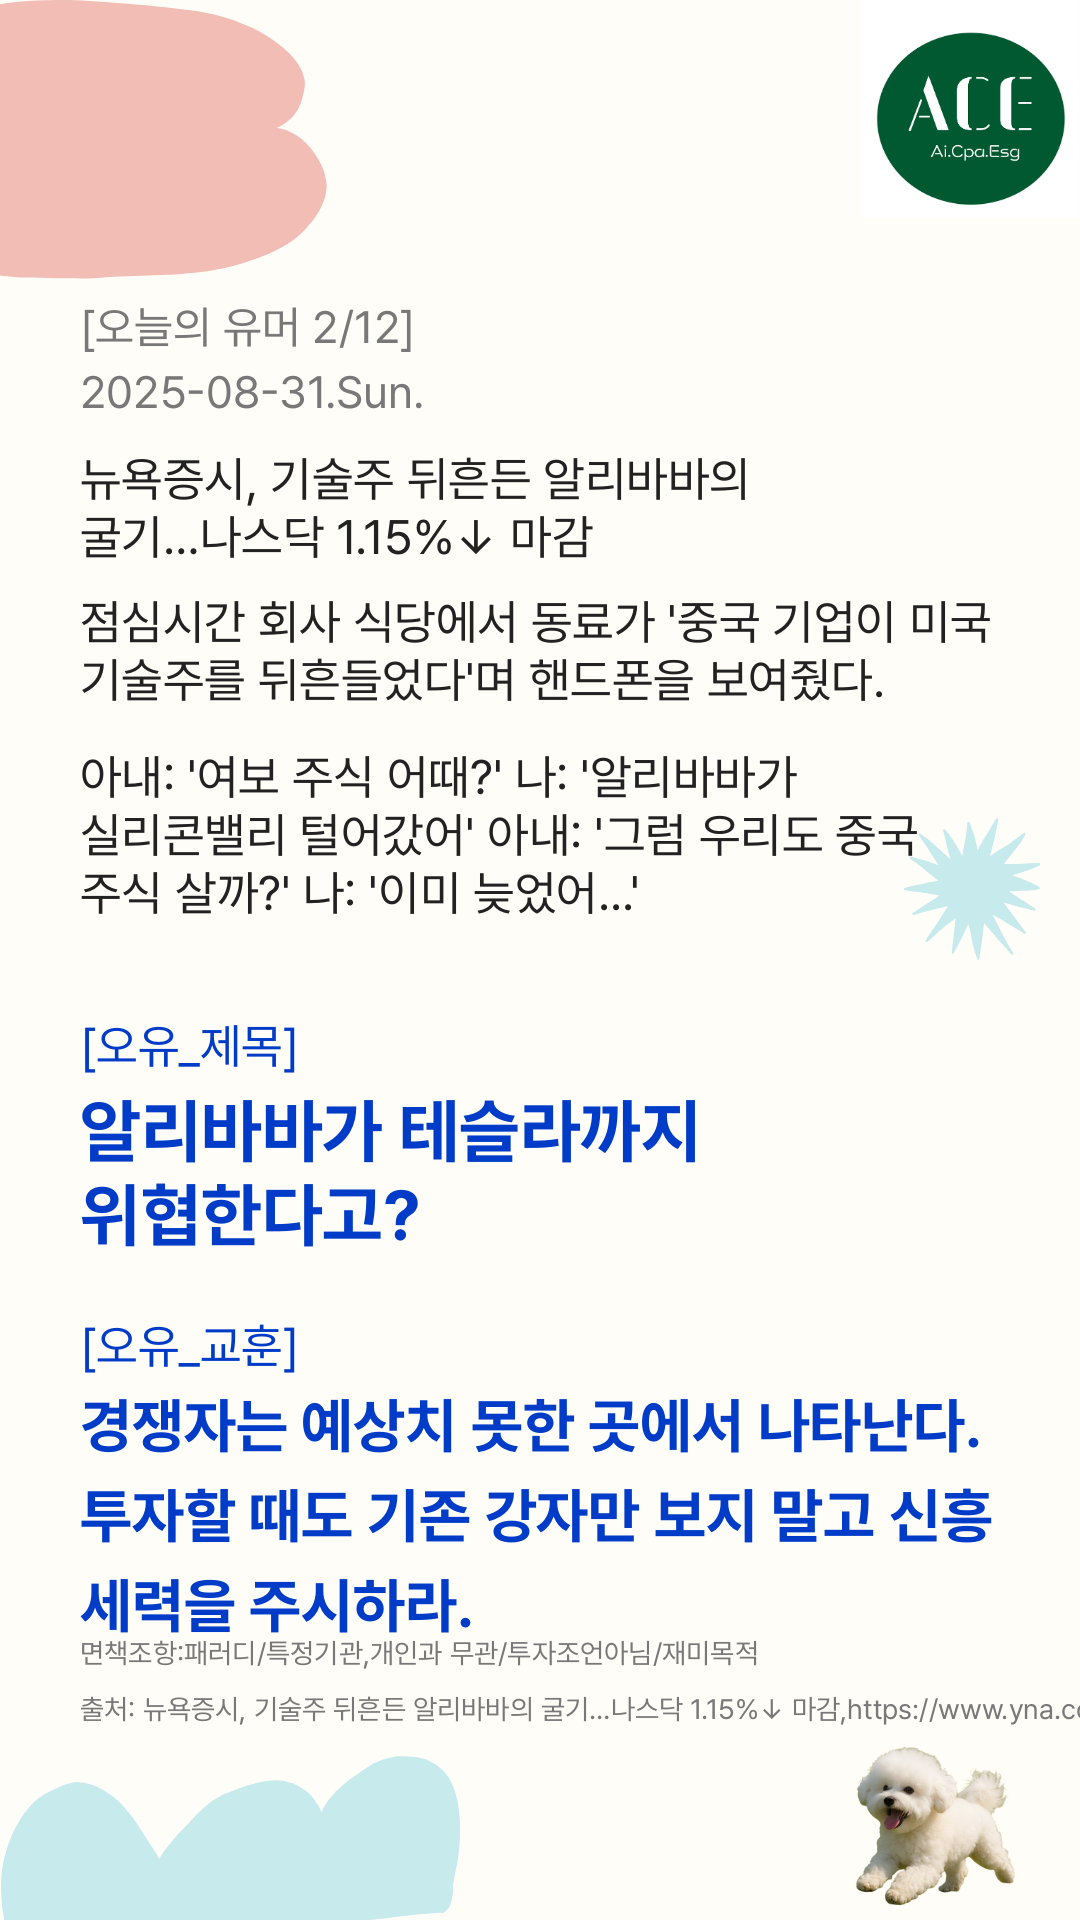 ACE
Ai.Cpa.Esg
[오늘의 유머 2/12]
2025-08-31.Sun.
뉴욕증시, 기술주 뒤흔든 알리바바의
굴기...나스닥 1.15%↓ 마감
점심시간 회사 식당에서 동료가 '중국 기업이 미국
기술주를 뒤흔들었다'며 핸드폰을 보여줬다.
아내: '여보 주식 어때?' 나: '알리바바가
실리콘밸리 털어갔어' 아내: '그럼 우리도 중국
주식 살까?' 나: '이미 늦었어...'
[오유_제목]
알리바바가 테슬라까지
위협한다고?
[오유_교훈]
경쟁자는 예상치 못한 곳에서 나타난다.
투자할 때도 기존 강자만 보지 말고 신흥
세력을 주시하라.
면책조항:패러디/특정기관,개인과 무관/투자조언아님/재미목적
출처: 뉴욕증시, 기술주 뒤흔든 알리바바의 굴기...나스닥 1.15%↓ 마감,https://www.yna.co